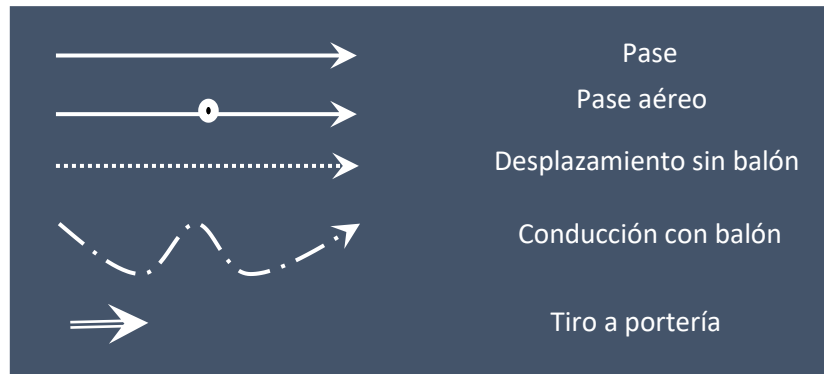 Pase
Pase aéreo
Desplazamiento sin balón
Conducción con balón
Tiro a portería